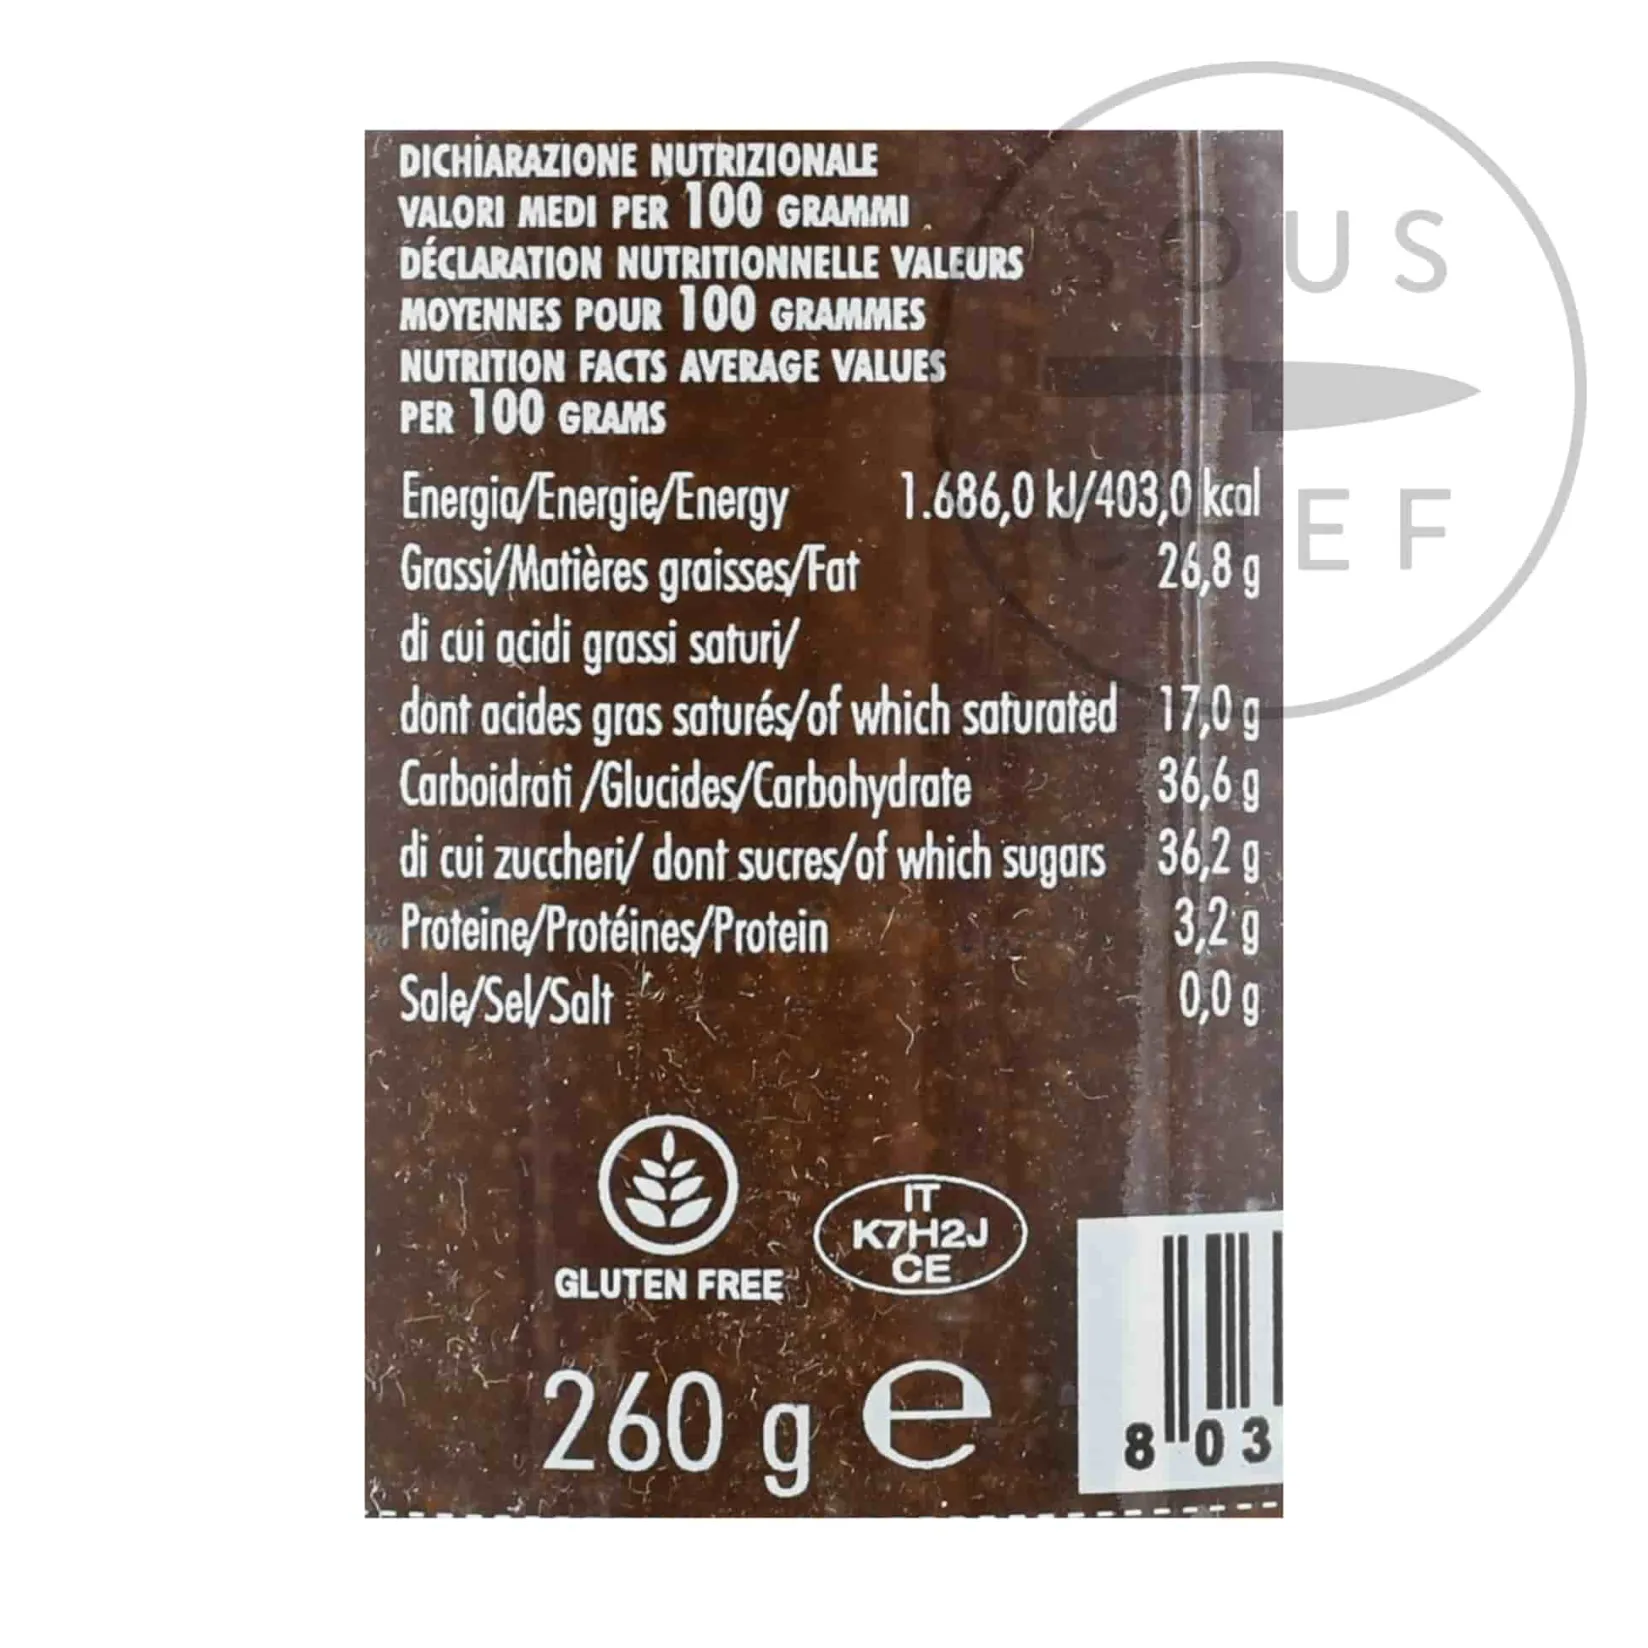 DICHIARAZIONE NUTRIZIONALE
VALORI MEDI PER 100 GRAMMI
DÉCLARATION NUTRITIONNELLE VALEURS
MOYENNES POUR 100 GRAMMES
NUTRITION FACTS AVERAGE VALUES
PER 100 GRAMS
SOUS
CHEF
Energia/Energie/Energy 1.686,0 kJ/403,0 kcal
Grassi/Matières graisses/Fat 26,8 g
di cui acidi grassi saturi/
dont acides gras saturés/of which saturated 17,0 g
Carboidrati /Glucides/Carbohydrate 36,6 g
di cui zuccheri/ dont sucres/of which sugars 36,2 g
Proteine/Protéines/Protein 3,2 g
Sale/Sel/Salt 0,0 g
GLUTEN FREE
IT
K7H2J
CE
260 g e
8 03